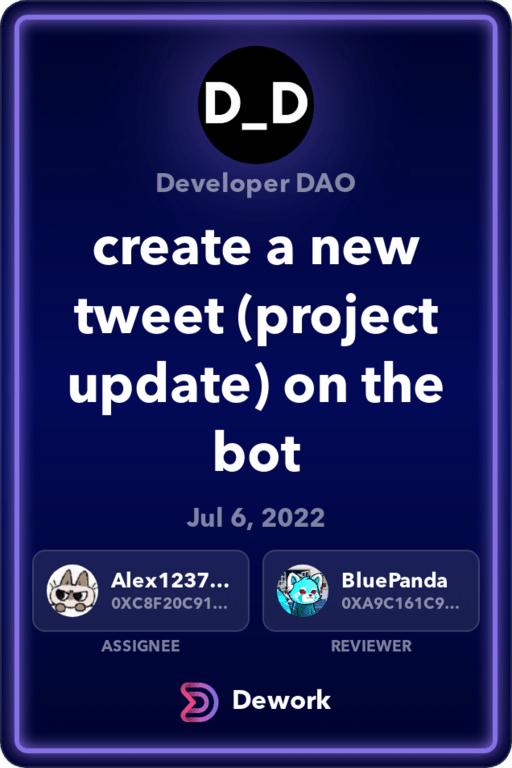 D_D
Developer DAO
create a new
tweet (project
update) on the
bot
Jul 6, 2022
Alex1237...
0XC8F20C91...
BluePanda
0XA9C161C9...
ASSIGNEE
REVIEWER
Dework